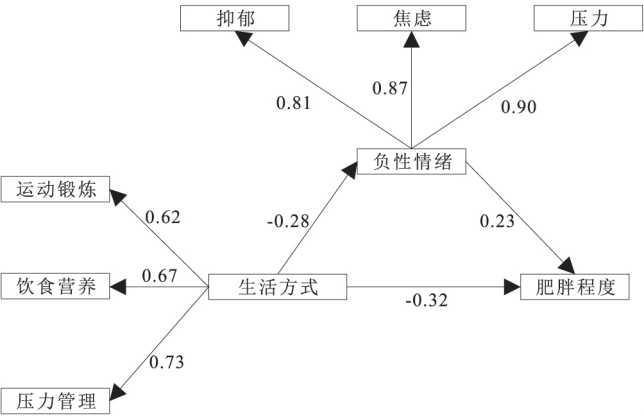 抑郁
焦虑
压力
0.81
0.87
0.90
负性情绪
运动锻炼
0.62
-0.28
0.23
饮食营养
0.67
生活方式
-0.32
肥胖程度
0.73
压力管理